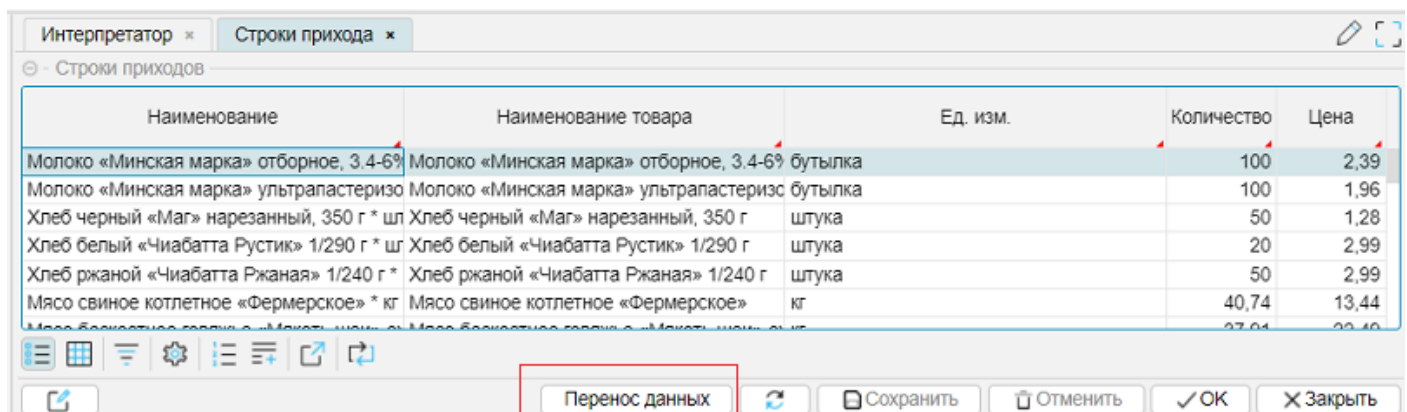 Интерпретатор × Строки прихода ×
Строки приходов
Наименование Наименование товара Ед. изм. Количество Цена
Молоко «Минская марка» отборное, 3.4-6% Молоко «Минская марка» отборное, 3.4-6% бутылка 100 2,39
Молоко «Минская марка» ультрапастеризо Молоко «Минская марка» ультрапастеризо бутылка 100 1,96
Хлеб черный «Маг» нарезанный, 350 г * шт Хлеб черный «Маг» нарезанный, 350 г штука 50 1,28
Хлеб белый «Чиабатта Рустик» 1/290 г * шт Хлеб белый «Чиабатта Рустик» 1/290 г штука 20 2,99
Хлеб ржаной «Чиабатта Ржаная» 1/240 г * Хлеб ржаной «Чиабатта Ржаная» 1/240 г штука 50 2,99
Мясо свиное котлетное «Фермерское» * кг Мясо свиное котлетное «Фермерское» кг 40,74 13,44
Перенос данных Сохранить Отменить OK Закрыть